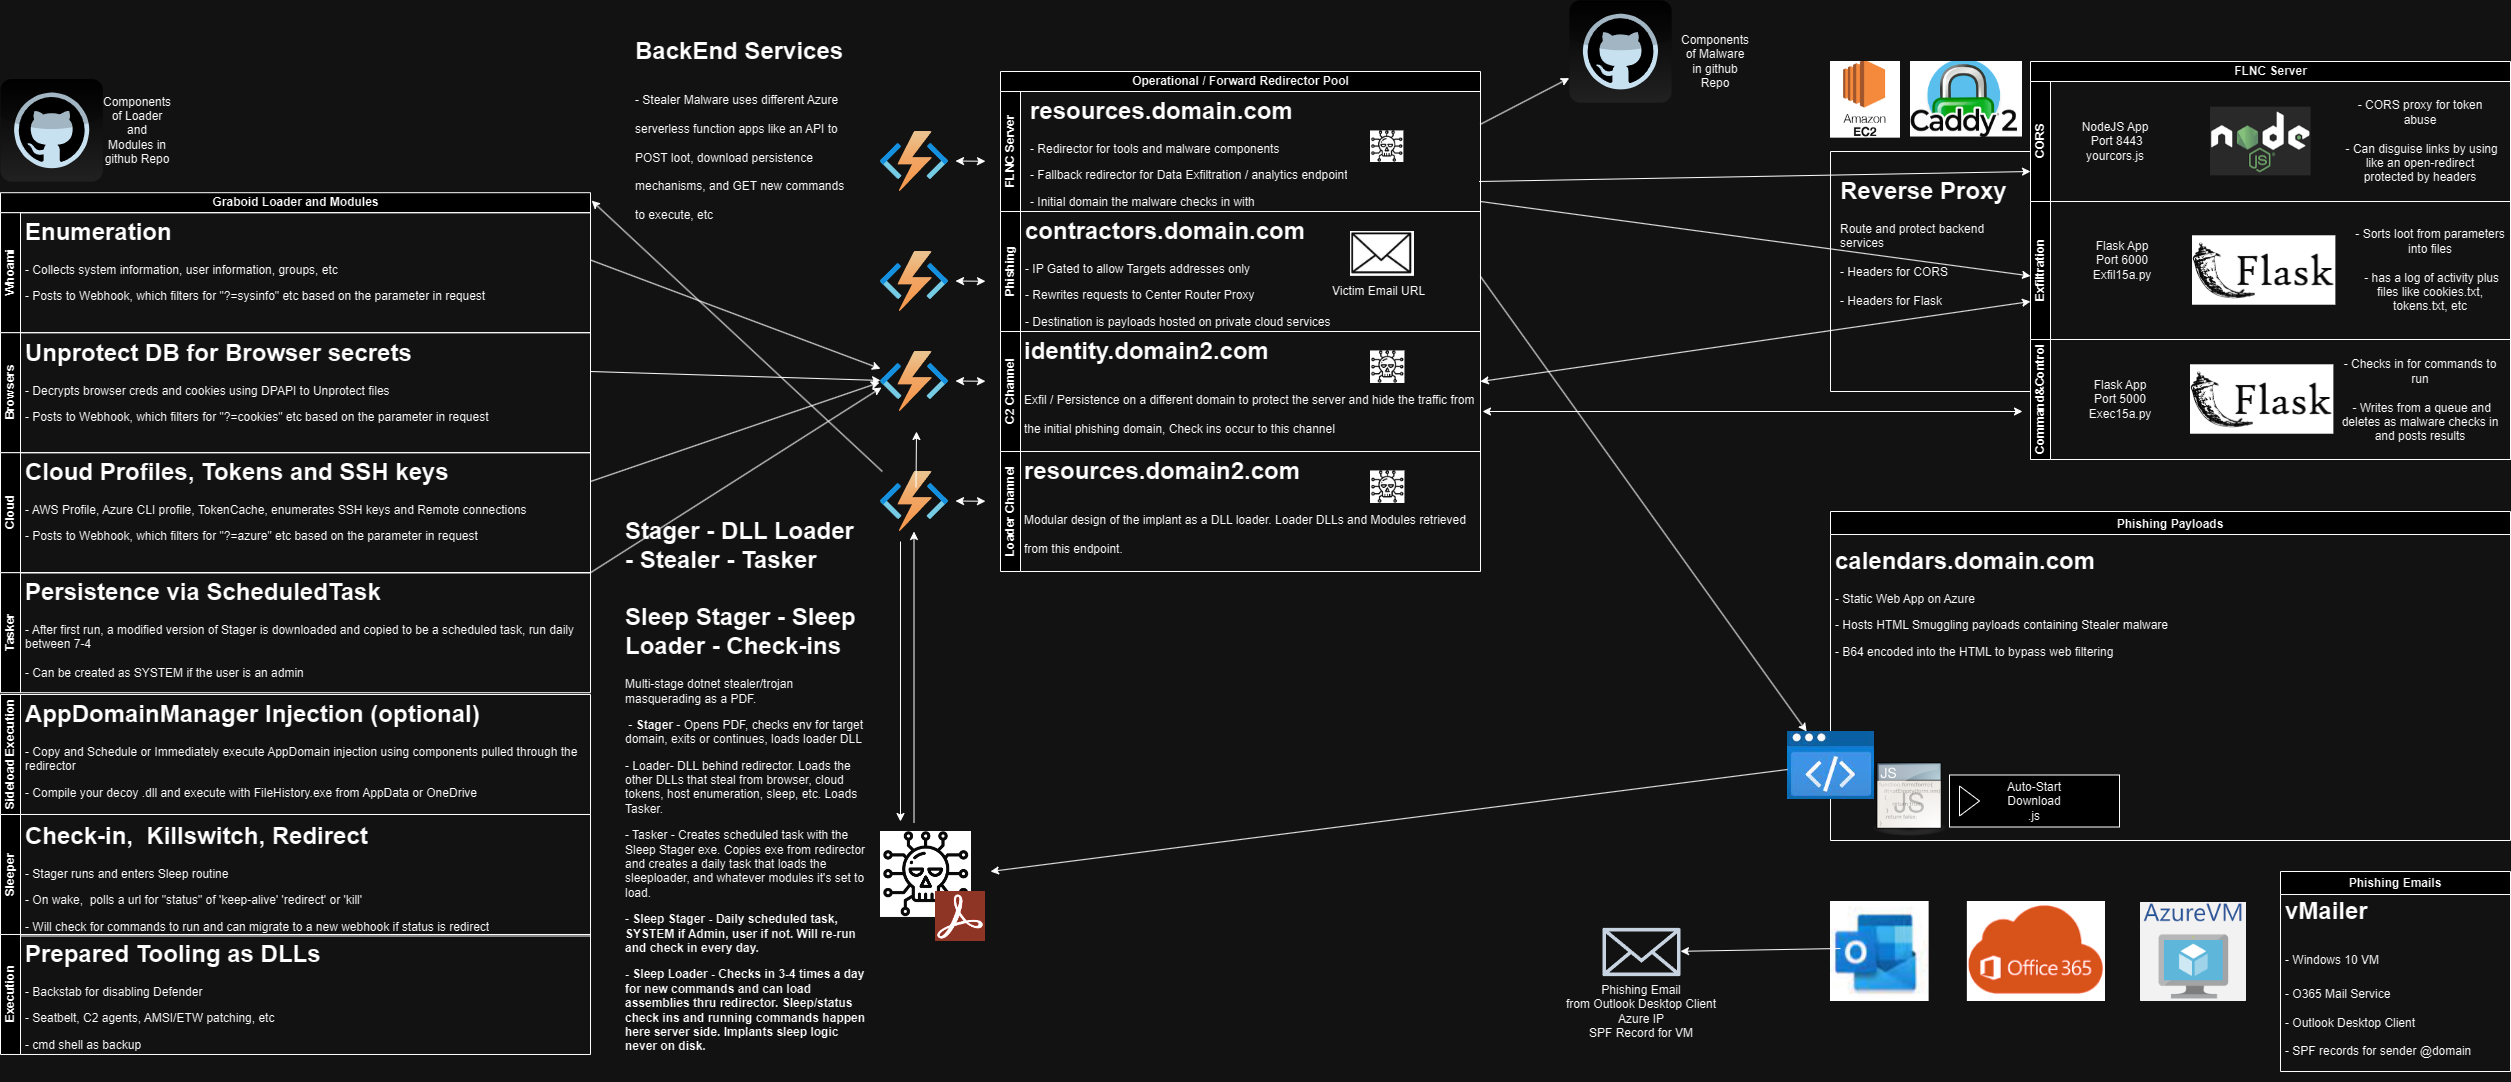 Components
of Loader
and
Modules in
github Repo
Graboid Loader and Modules
Whoami
Enumeration
- Collects system information, user information, groups, etc
- Posts to Webhook, which filters for "?=sysinfo" etc based on the parameter in request
Browsers
Unprotect DB for Browser secrets
- Decrypts browser creds and cookies using DPAPI to Unprotect files
- Posts to Webhook, which filters for "?=cookies" etc based on the parameter in request
Cloud
Cloud Profiles, Tokens and SSH keys
- AWS Profile, Azure CLI profile, TokenCache, enumerates SSH keys and Remote connections
- Posts to Webhook, which filters for "?=azure" etc based on the parameter in request
Tasker
Persistence via ScheduledTask
- After first run, a modified version of Stager is downloaded and copied to be a scheduled task, run daily
between 7-4
- Can be created as SYSTEM if the user is an admin
Sideload Execution
AppDomainManager Injection (optional)
- Copy and Schedule or Immediately execute AppDomain injection using components pulled through the
redirector
- Compile your decoy .dll and execute with FileHistory.exe from AppData or OneDrive
Sleeper
Check-in,  Killswitch, Redirect
- Stager runs and enters Sleep routine
- On wake,  polls a url for "status" of 'keep-alive' 'redirect' or 'kill'
- Will check for commands to run and can migrate to a new webhook if status is redirect
Execution
Prepared Tooling as DLLs
- Backstab for disabling Defender
- Seatbelt, C2 agents, AMSI/ETW patching, etc
- cmd shell as backup
BackEnd Services
- Stealer Malware uses different Azure
serverless function apps like an API to
POST loot, download persistence
mechanisms, and GET new commands
to execute, etc
Stager - DLL Loader
- Stealer - Tasker
Sleep Stager - Sleep
Loader - Check-ins
Multi-stage dotnet stealer/trojan
masquerading as a PDF.
- Stager - Opens PDF, checks env for target
domain, exits or continues, loads loader DLL
- Loader- DLL behind redirector. Loads the
other DLLs that steal from browser, cloud
tokens, host enumeration, sleep, etc. Loads
Tasker.
- Tasker - Creates scheduled task with the
Sleep Stager exe. Copies exe from redirector
and creates a daily task that loads the
sleeploader, and whatever modules it's set to
load.
- Sleep Stager - Daily scheduled task,
SYSTEM if Admin, user if not. Will re-run
and check in every day.
- Sleep Loader - Checks in 3-4 times a day
for new commands and can load
assemblies thru redirector. Sleep/status
check ins and running commands happen
here server side. Implants sleep logic
never on disk.
Operational / Forward Redirector Pool
FLNC Server
resources.domain.com
- Redirector for tools and malware components
- Fallback redirector for Data Exfiltration / analytics endpoint
- Initial domain the malware checks in with
Phishing
contractors.domain.com
- IP Gated to allow Targets addresses only
- Rewrites requests to Center Router Proxy
- Destination is payloads hosted on private cloud services
Victim Email URL
C2 Channel
identity.domain2.com
Exfil / Persistence on a different domain to protect the server and hide the traffic from
the initial phishing domain, Check ins occur to this channel
Loader Channel
resources.domain2.com
Modular design of the implant as a DLL loader. Loader DLLs and Modules retrieved
from this endpoint.
Components
of Malware
in github
Repo
Amazon
EC2
Caddy 2
Reverse Proxy
Route and protect backend
services
- Headers for CORS
- Headers for Flask
FLNC Server
CORS
NodeJS App
Port 8443
yourcors.js
node
JS
- CORS proxy for token
abuse
- Can disguise links by using
like an open-redirect
protected by headers
Exfiltration
Flask App
Port 6000
Exfil15a.py
Flask
- Sorts loot from parameters
into files
- has a log of activity plus
files like cookies.txt,
tokens.txt, etc
Command&Control
Flask App
Port 5000
Exec15a.py
Flask
- Checks in for commands to
run
- Writes from a queue and
deletes as malware checks in
and posts results
Phishing Payloads
calendars.domain.com
- Static Web App on Azure
- Hosts HTML Smuggling payloads containing Stealer malware
- B64 encoded into the HTML to bypass web filtering
JS
JS
Auto-Start
Download
.js
Phishing Email
from Outlook Desktop Client
Azure IP
SPF Record for VM
Office 365
AzureVM
Phishing Emails
vMailer
- Windows 10 VM
- O365 Mail Service
- Outlook Desktop Client
- SPF records for sender @domain